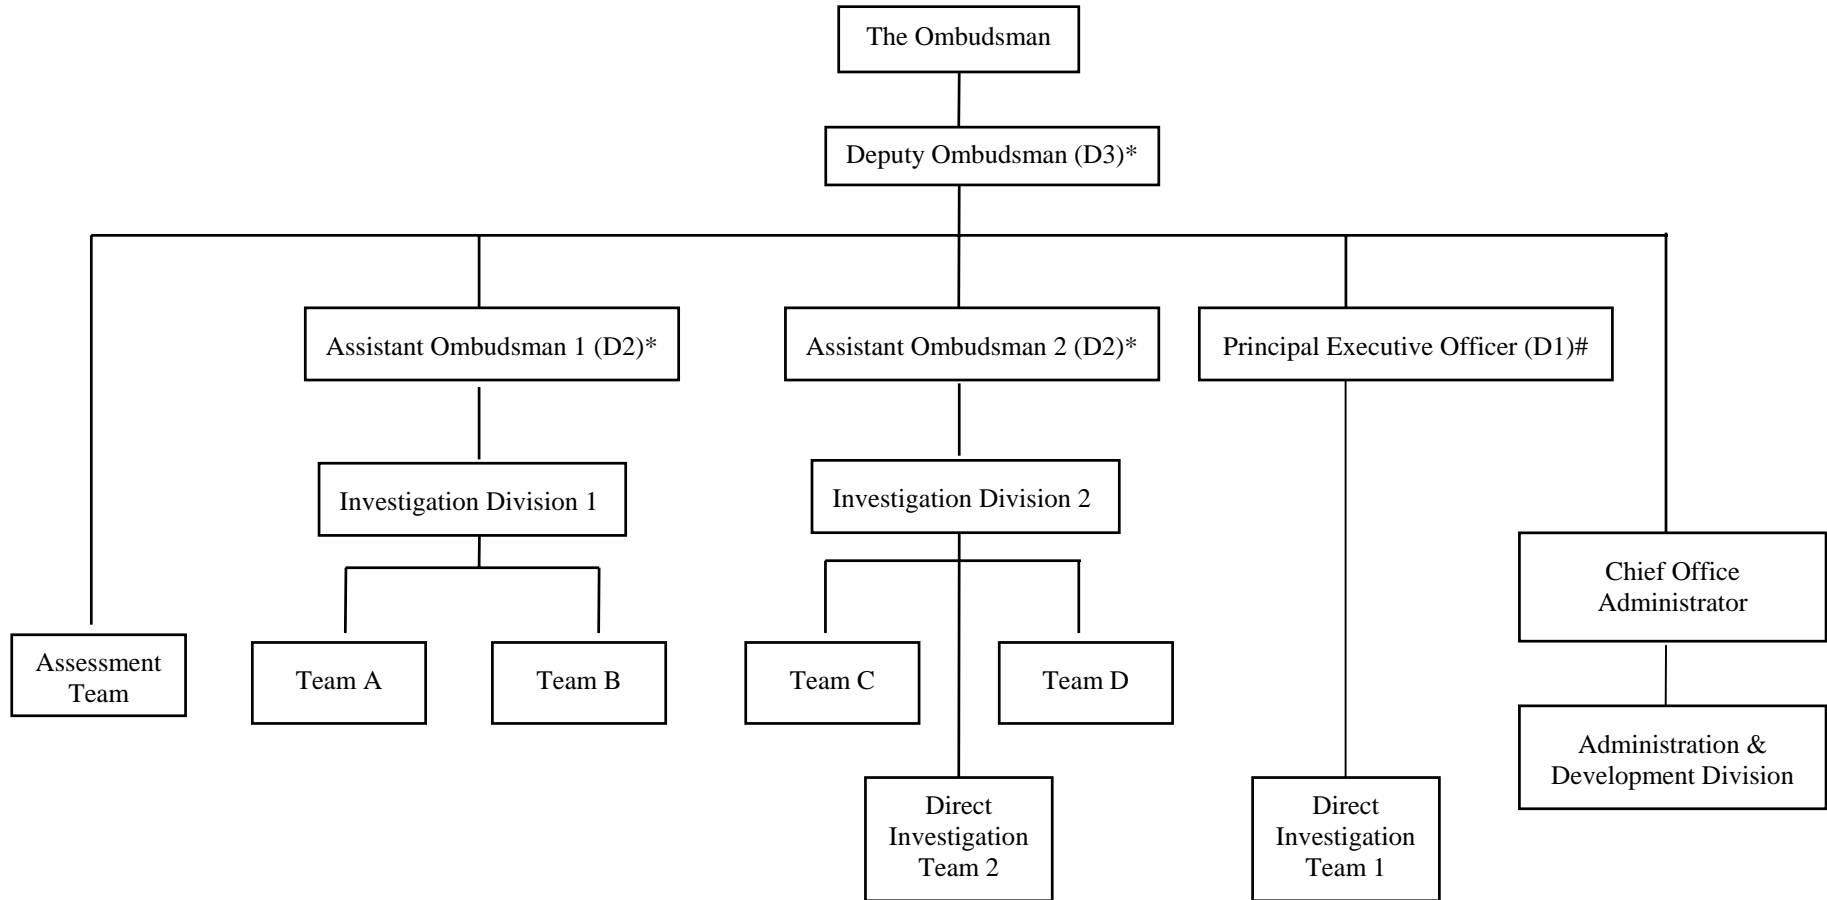 The Ombudsman
Deputy Ombudsman (D3)*
Assistant Ombudsman 1 (D2)*
Assistant Ombudsman 2 (D2)*
Principal Executive Officer (D1)#
Investigation Division 1
Investigation Division 2
Chief Office
Administrator
Assessment
Team
Team A
Team B
Team C
Team D
Administration &
Development Division
Direct
Investigation
Team 2
Direct
Investigation
Team 1